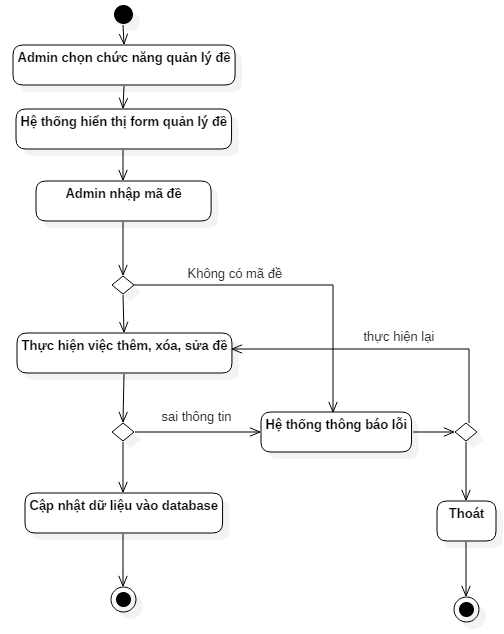 Admin chọn chức năng quản lý đề
Hệ thống hiển thị form quản lý đề
Admin nhập mã đề
Không có mã đề
Thực hiện việc thêm, xóa, sửa đề
thực hiện lại
sai thông tin
Hệ thống thông báo lỗi
Cập nhật dữ liệu vào database
Thoát